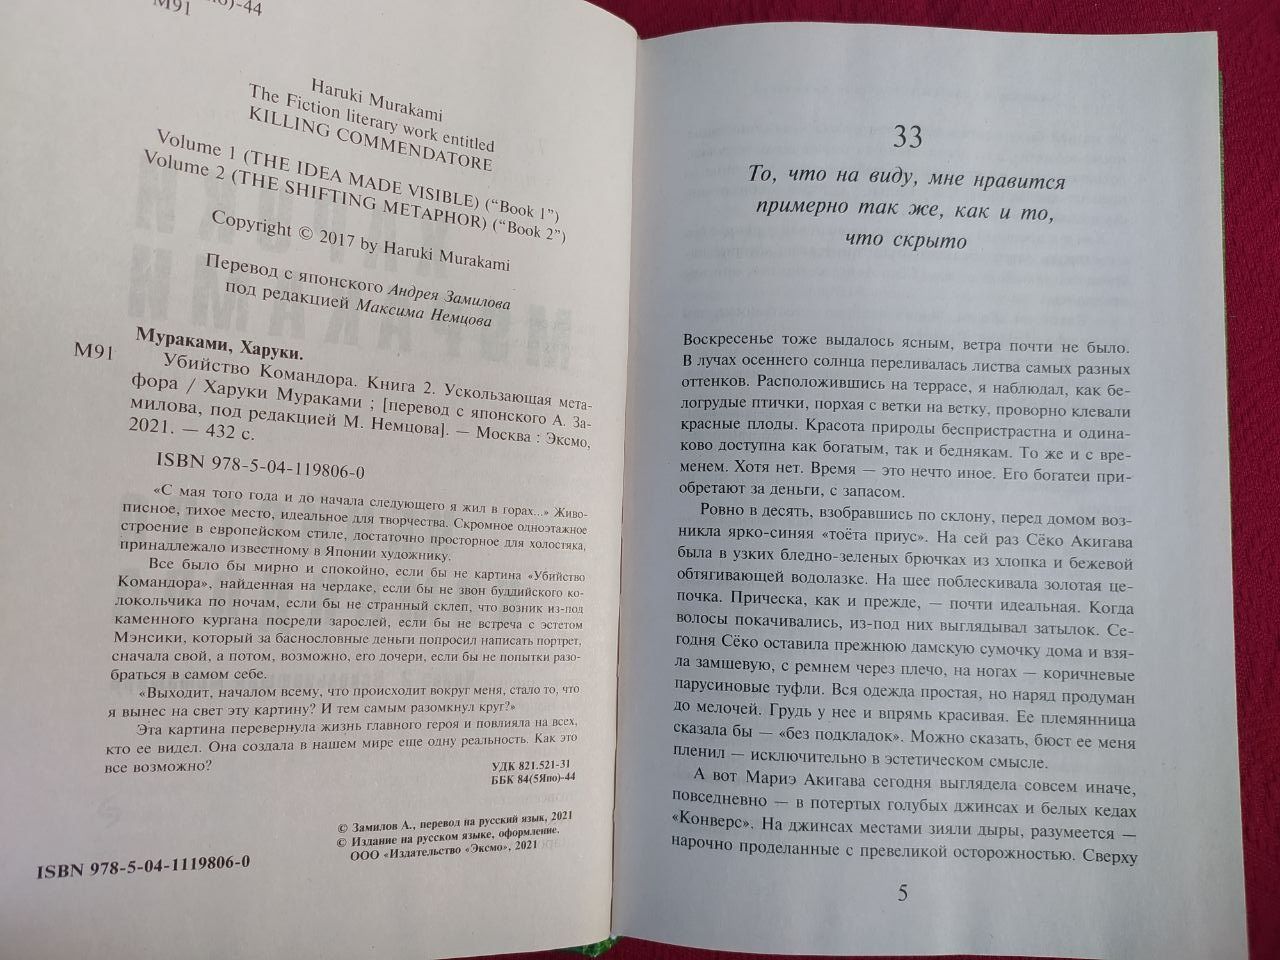 -44
М91
Haruki Murakami
The Fiction literary work entitled
KILLING COMMENDATORE
Volume 1 (THE IDEA MADE VISIBLE) (“Book 1”)
Volume 2 (THE SHIFTING METAPHOR) (“Book 2”)
Copyright © 2017 by Haruki Murakami
Перевод с японского Андрея Замилова
под редакцией Максима Немцова
Мураками, Харуки.
М91 Убийство Командора. Книга 2. Ускользающая мета-
фора / Харуки Мураками ; [перевод с японского А. За-
милова, под редакцией М. Немцова]. — Москва : Эксмо,
2021. — 432 с.
ISBN 978-5-04-119806-0
«С мая того года и до начала следующего я жил в горах...» Живо-
писное, тихое место, идеальное для творчества. Скромное одноэтажное
строение в европейском стиле, достаточно просторное для холостяка,
принадлежало известному в Японии художнику.
Все было бы мирно и спокойно, если бы не картина «Убийство
Командора», найденная на чердаке, если бы не звон буддийского ко-
локольчика по ночам, если бы не странный склеп, что возник из-под
каменного кургана посреди зарослей, если бы не встреча с эстетом
Мэнсики, который за баснословные деньги попросил написать портрет,
сначала свой, а потом, возможно, его дочери, если бы не попытки разо-
браться в самом себе.
«Выходит, началом всему, что происходит вокруг меня, стало то, что
я вынес на свет эту картину? И тем самым разомкнул круг?»
Эта картина перевернула жизнь главного героя и повлияла на всех,
кто ее видел. Она создала в нашем мире еще одну реальность. Как это
все возможно?
УДК 821.521-31
ББК 84(5Япо)-44
© Замилов А., перевод на русский язык, 2021
© Издание на русском языке, оформление.
ООО «Издательство «Эксмо», 2021
ISBN 978-5-04-1119806-0
33
То, что на виду, мне нравится
примерно так же, как и то,
что скрыто
Воскресенье тоже выдалось ясным, ветра почти не было.
В лучах осеннего солнца переливалась листва самых разных
оттенков. Расположившись на террасе, я наблюдал, как бе-
логрудые птички, порхая с ветки на ветку, проворно клевали
красные плоды. Красота природы беспристрастна и одина-
ково доступна как богатым, так и беднякам. То же и с вре-
менем. Хотя нет. Время — это нечто иное. Его богатеи при-
обретают за деньги, с запасом.
Ровно в десять, взобравшись по склону, перед домом воз-
никла ярко-синяя «тоёта приус». На сей раз Сёко Акигава
была в узких бледно-зеленых брючках из хлопка и бежевой
обтягивающей водолазке. На шее поблескивала золотая це-
почка. Прическа, как и прежде, — почти идеальная. Когда
волосы покачивались, из-под них выглядывал затылок. Се-
годня Сёко оставила прежнюю дамскую сумочку дома и взя-
ла замшевую, с ремнем через плечо, на ногах — коричневые
парусиновые туфли. Вся одежда простая, но наряд продуман
до мелочей. Грудь у нее и впрямь красивая. Ее племянница
сказала бы — «без подкладок». Можно сказать, бюст ее меня
пленил — исключительно в эстетическом смысле.
А вот Мариэ Акигава сегодня выглядела совсем иначе,
повседневно — в потертых голубых джинсах и белых кедах
«Конверс». На джинсах местами зияли дыры, разумеется —
нарочно проделанные с превеликой осторожностью. Сверху
5